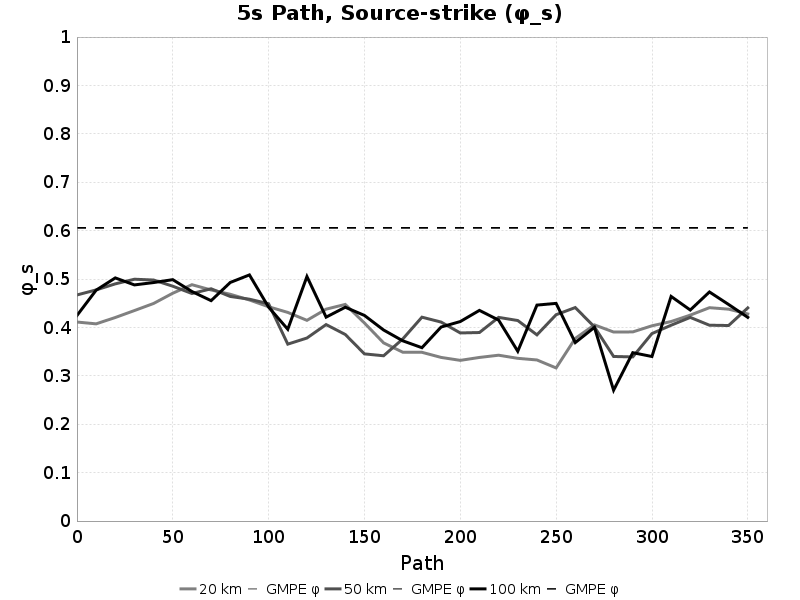 5s Path, Source-strike (φ_s)
1
0.9
0.8
0.7
0.6
0.5
0.4
0.3
0.2
0.1
0
φ_s
0 50 100 150 200 250 300 350
Path
20 km GMPE φ 50 km GMPE φ 100 km GMPE φ